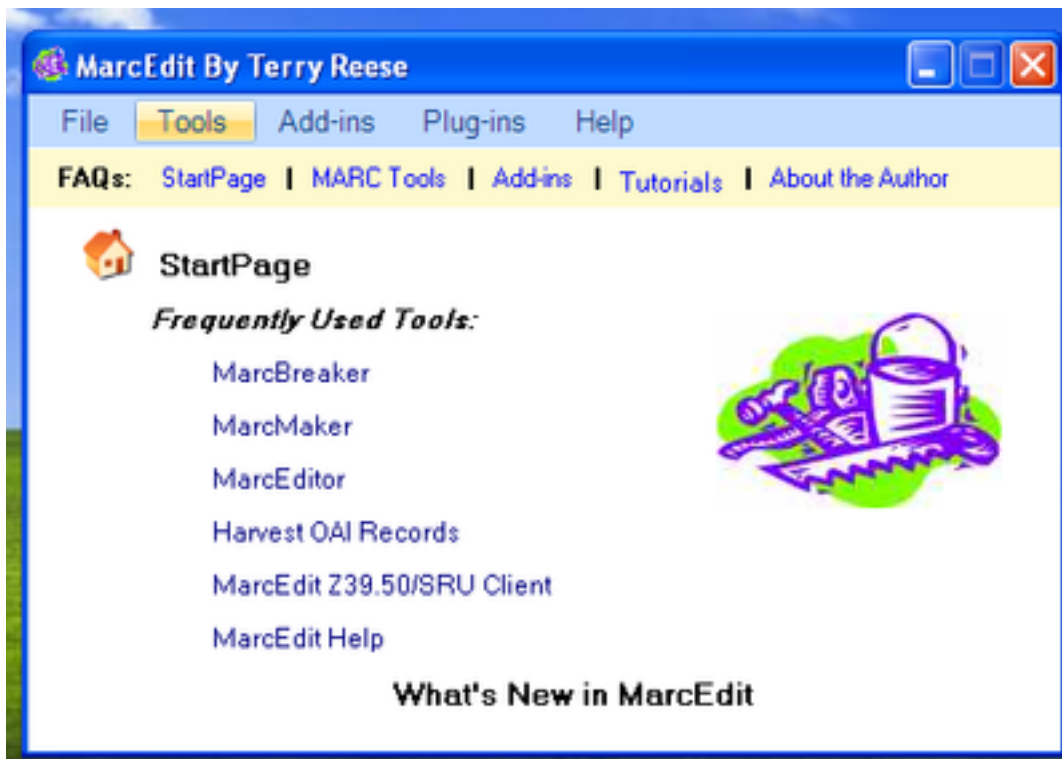 MarcEdit By Terry Reese
File Tools Add-ins Plug-ins Help
FAQs: StartPage | MARC Tools | Add-ins | Tutorials | About the Author
StartPage
Frequently Used Tools:
MarcBreaker
MarcMaker
MarcEditor
Harvest OAI Records
MarcEdit Z39.50/SRU Client
MarcEdit Help
What's New in MarcEdit